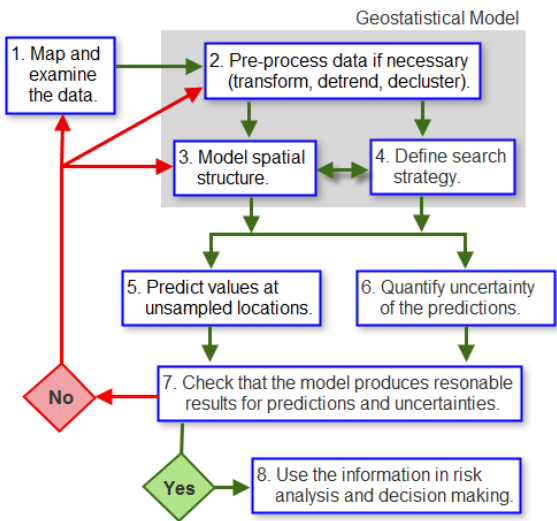 Geostatistical Model
1. Map and
examine
the data.
2. Pre-process data if necessary
(transform, detrend, decluster).
3. Model spatial
structure.
4. Define search
strategy.
5. Predict values at
unsampled locations.
6. Quantify uncertainty
of the predictions.
7. Check that the model produces resonable
results for predictions and uncertainties.
No
Yes
8. Use the information in risk
analysis and decision making.